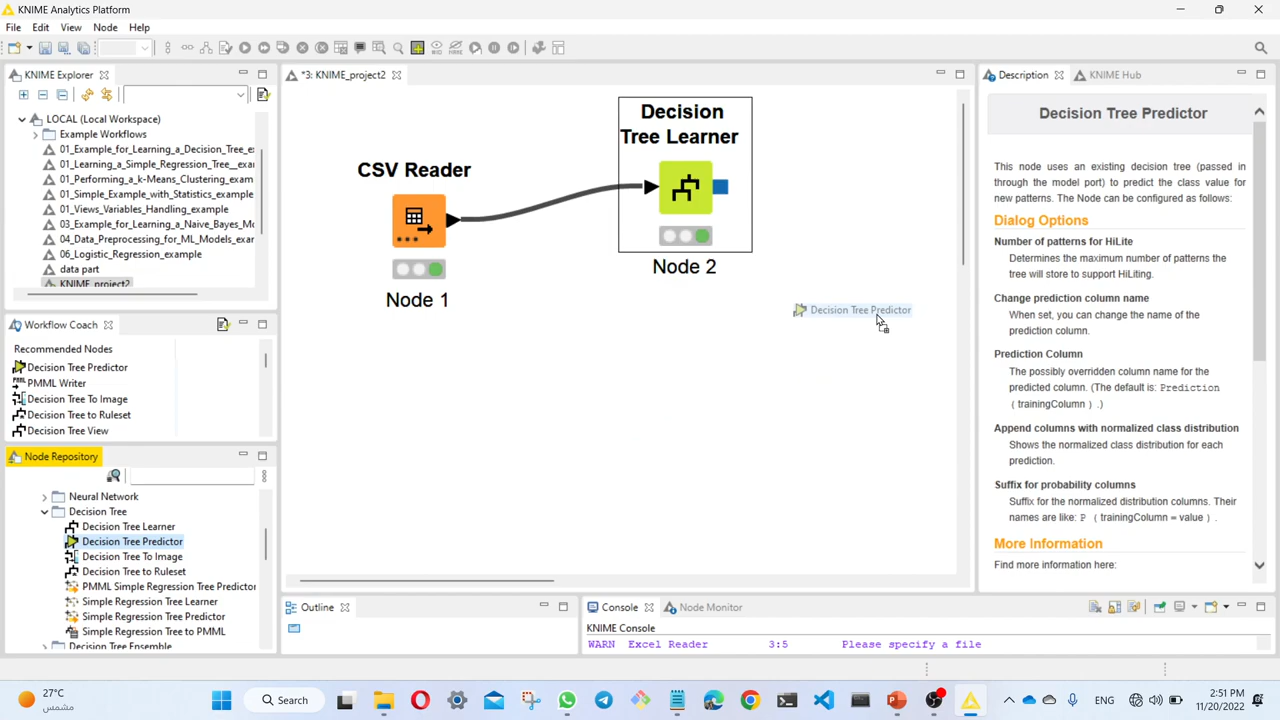 KNIME Analytics Platform
File Edit View Node Help
KNIME Explorer
LOCAL (Local Workspace)
Example Workflows
01_Example_for_Learning_a_Decision_Tree_e
01_Learning_a_Simple_Regression_Tree__exa
01_Performing_a_k-Means_Clustering_exam
01_Simple_Example_with_Statistics_example
01_Views_Variables_Handling_example
03_Example_for_Learning_a_Naive_Bayes_Mo
04_Data_Preprocessing_for_ML_Models_exa
06_Logistic_Regression_example
data part
KNIME_project2
Workflow Coach
Recommended Nodes
Decision Tree Predictor
PMML Writer
Decision Tree To Image
Decision Tree to Ruleset
Decision Tree View
Node Repository
Neural Network
Decision Tree
Decision Tree Learner
Decision Tree Predictor
Decision Tree To Image
Decision Tree to Ruleset
PMML Simple Regression Tree Predictor
Simple Regression Tree Learner
Simple Regression Tree Predictor
Simple Regression Tree to PMML
Decision Tree Ensemble
*3: KNIME_project2
CSV Reader
Node 1
Decision
Tree Learner
Node 2
Decision Tree Predictor
Outline
Console Node Monitor
KNIME Console
WARN Excel Reader 3:5 Please specify a file
Description KNIME Hub
Decision Tree Predictor
This node uses an existing decision tree (passed in
through the model port) to predict the class value for
new patterns. The Node can be configured as follows:
Dialog Options
Number of patterns for HiLite
Determines the maximum number of patterns the
tree will store to support HiLiting.
Change prediction column name
When set, you can change the name of the
prediction column.
Prediction Column
The possibly overridden column name for the
predicted column. (The default is: Prediction
(trainingColumn).)
Append columns with normalized class distribution
Shows the normalized class distribution for each
prediction.
Suffix for probability columns
Suffix for the normalized distribution columns. Their
names are like: P (trainingColumn = value).
More Information
Find more information here:
27°C
مشمس
Search
ENG
2:51 PM
11/20/2022